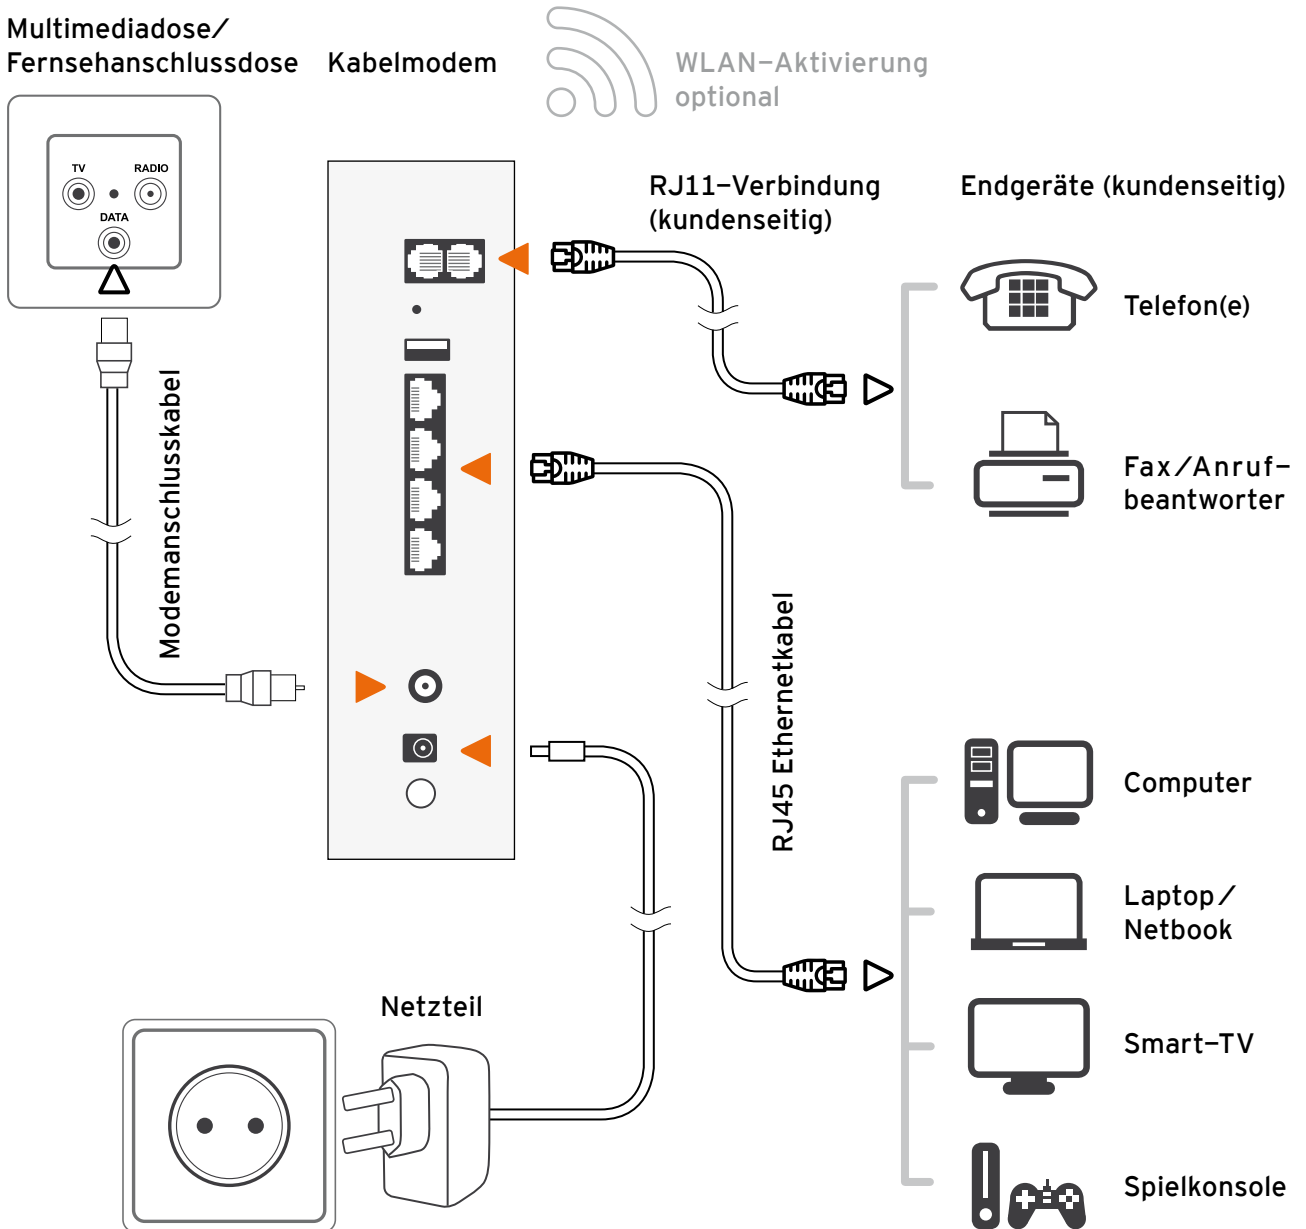 Multimediadose/
Fernsehanschlussdose
Kabelmodem
WLAN-Aktivierung
optional
TV
RADIO
DATA
RJ11-Verbindung
(kundenseitig)
Endgeräte (kundenseitig)
Telefon(e)
Fax/Anruf-
beantworter
Modemanschlusskabel
RJ45 Ethernetkabel
Computer
Laptop/
Netbook
Smart-TV
Spielkonsole
Netzteil